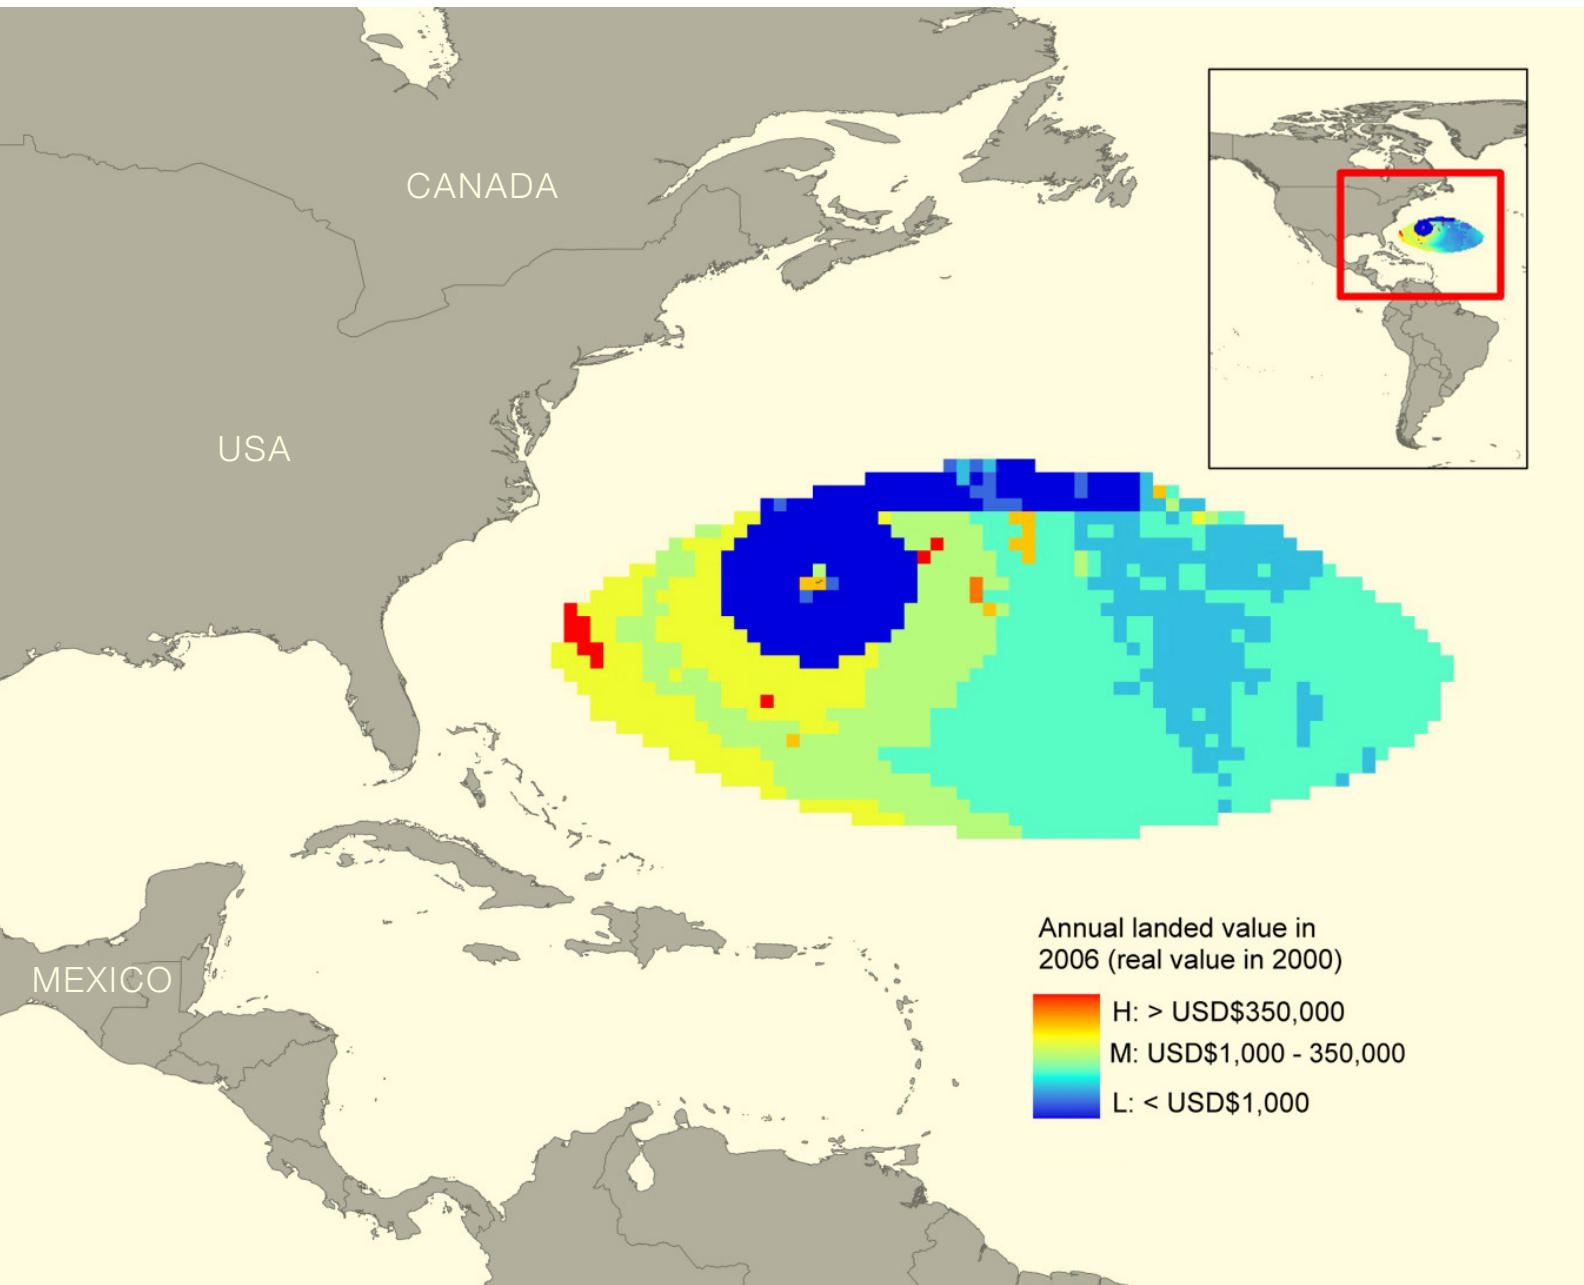 CANADA
USA
MEXICO
Annual landed value in
2006 (real value in 2000)
H: > USD$350,000
M: USD$1,000 - 350,000
L: < USD$1,000